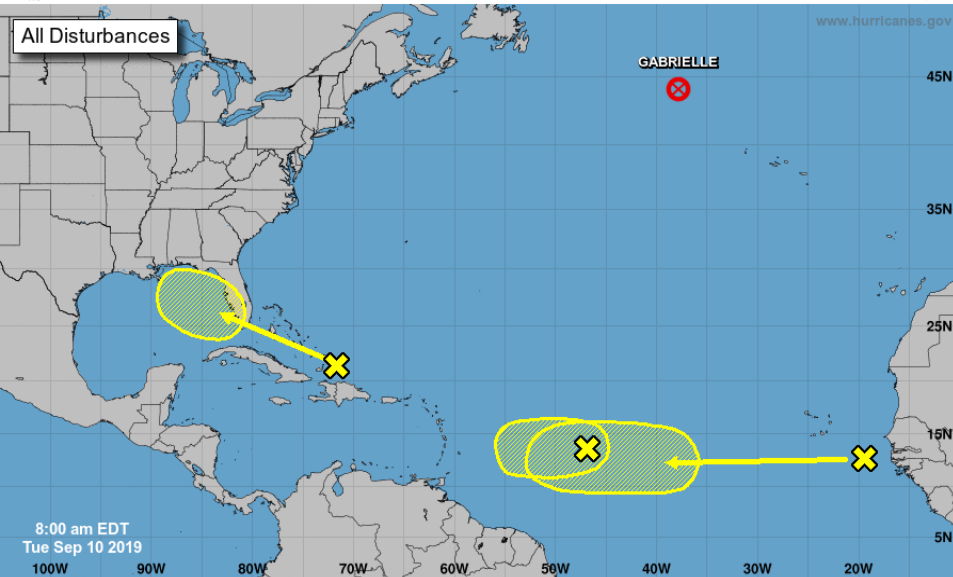 All Disturbances
www.hurricanes.gov
GABRIELLE
45N
35N
25N
15N
5N
8:00 am EDT
Tue Sep 10 2019
100W 90W 80W 70W 60W 50W 40W 30W 20W